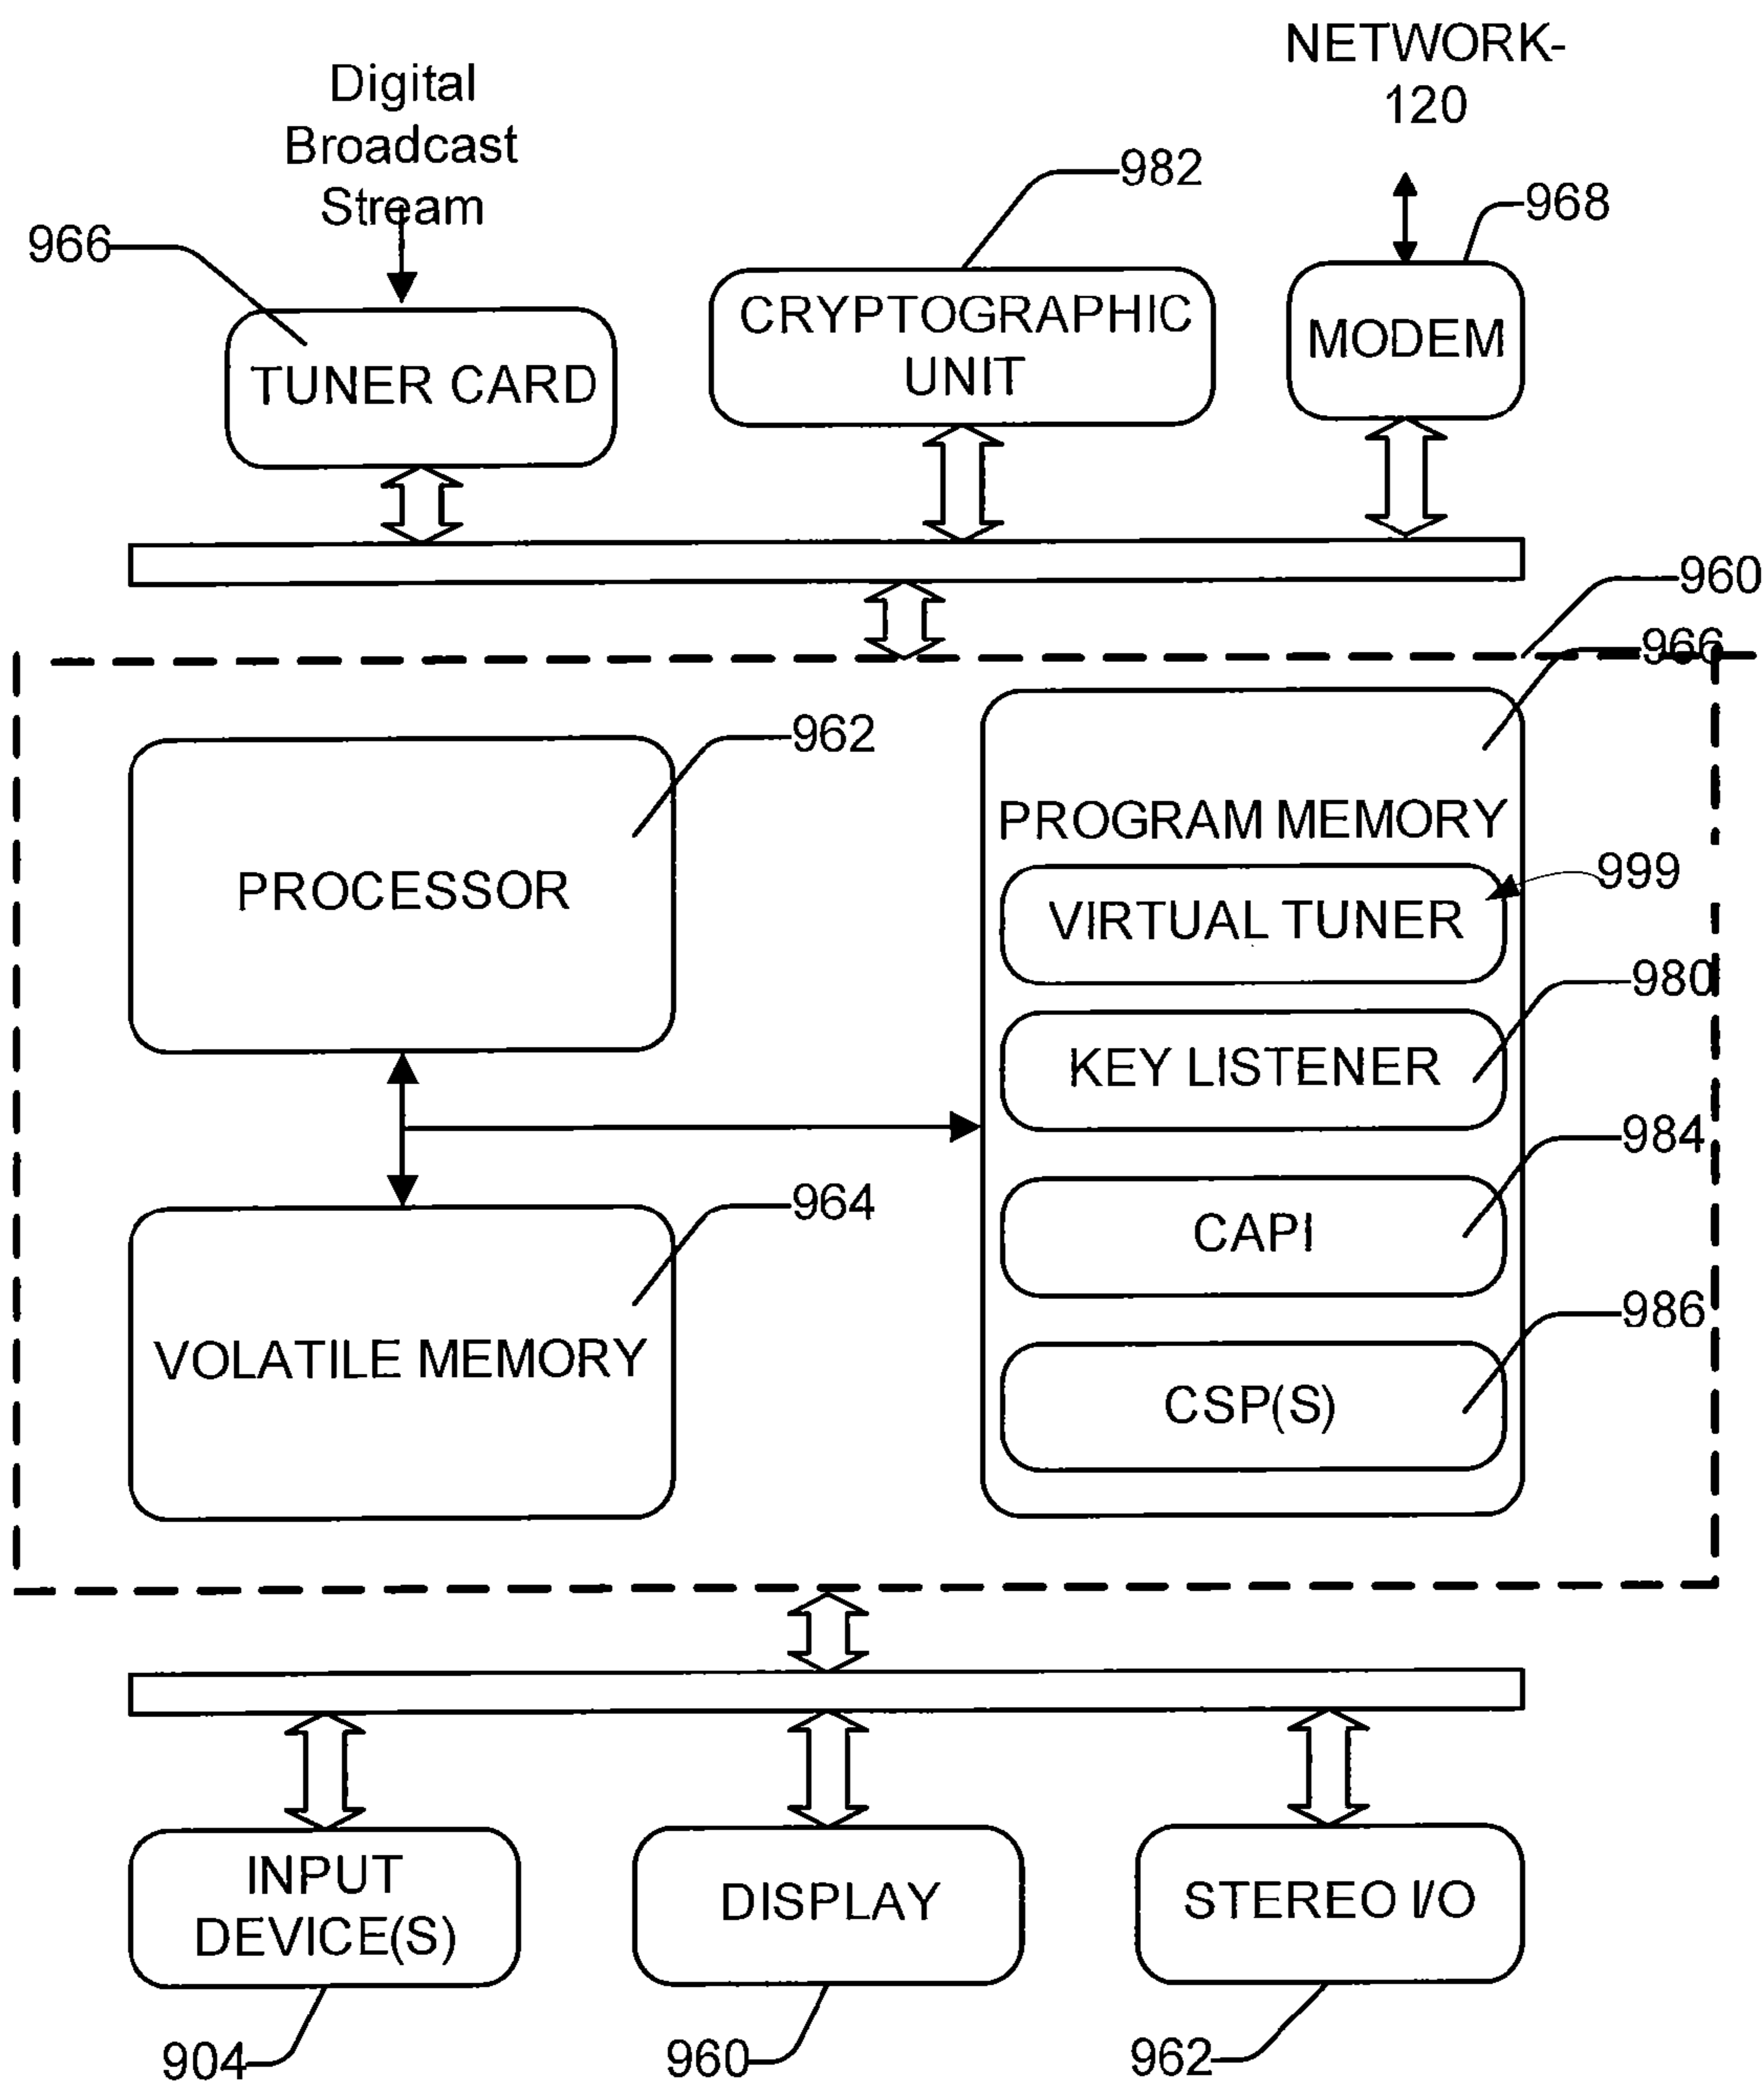 NETWORK-
120
Digital
Broadcast
Stream
982
968
966
CRYPTOGRAPHIC
UNIT
MODEM
TUNER CARD
960
966
962
PROGRAM MEMORY
PROCESSOR
999
VIRTUAL TUNER
980
KEY LISTENER
984
964
CAPI
986
VOLATILE MEMORY
CSP(S)
INPUT
DEVICE(S)
DISPLAY
STEREO I/O
904
960
962